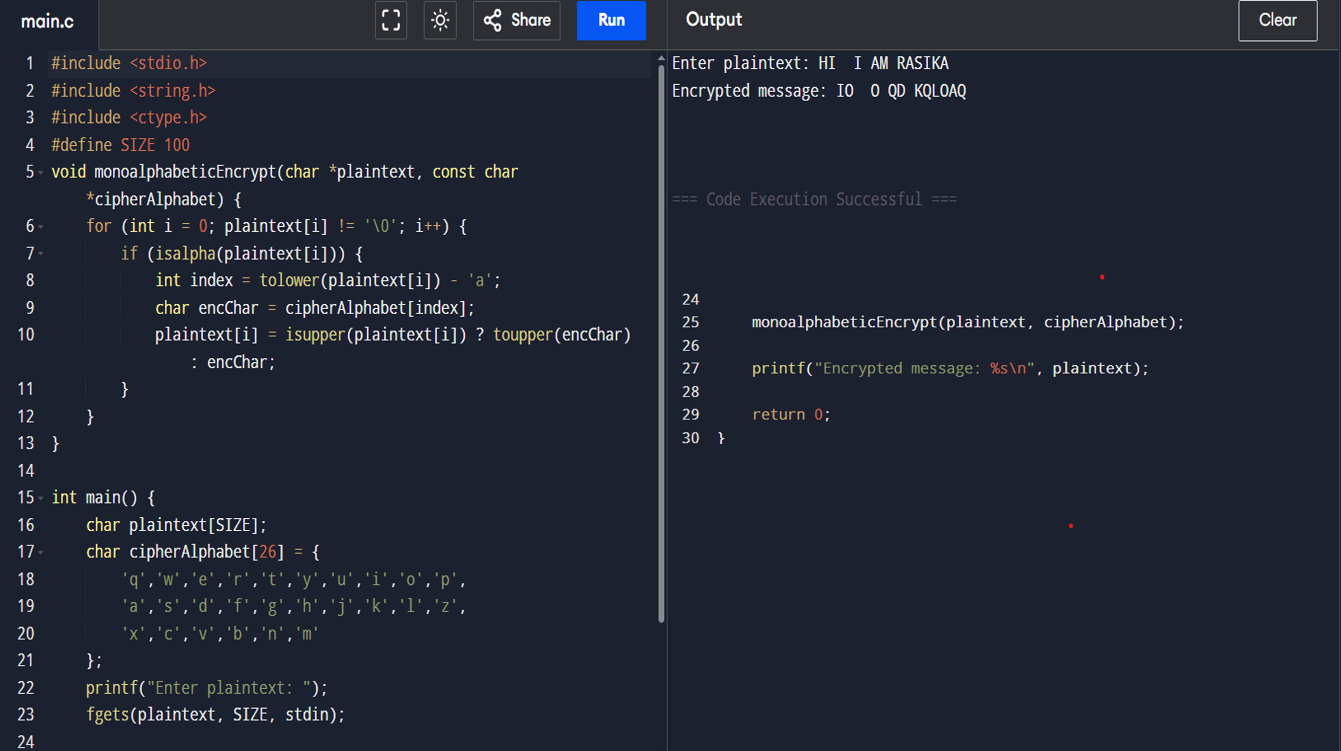 main.c
Share
Run
Output
Clear
1 #include <stdio.h>
2 #include <string.h>
3 #include <ctype.h>
4 #define SIZE 100
5 void monoalphabeticEncrypt(char *plaintext, const char
*cipherAlphabet) {
6 for (int i = 0; plaintext[i] != '\0'; i++) {
7 if (isalpha(plaintext[i])) {
8 int index = tolower(plaintext[i]) - 'a';
9 char encChar = cipherAlphabet[index];
10 plaintext[i] = isupper(plaintext[i]) ? toupper(encChar)
: encChar;
11 }
12 }
13 }
14
15 int main() {
16 char plaintext[SIZE];
17 char cipherAlphabet[26] = {
18 'q','w','e','r','t','y','u','i','o','p',
19 'a','s','d','f','g','h','j','k','l','z',
20 'x','c','v','b','n','m'
21 };
22 printf("Enter plaintext: ");
23 fgets(plaintext, SIZE, stdin);
24
Enter plaintext: HI  I AM RASIKA
Encrypted message: IO  O QD KQLOAQ
=== Code Execution Successful ===
24
25 monoalphabeticEncrypt(plaintext, cipherAlphabet);
26
27 printf("Encrypted message: %s\n", plaintext);
28
29 return 0;
30 }